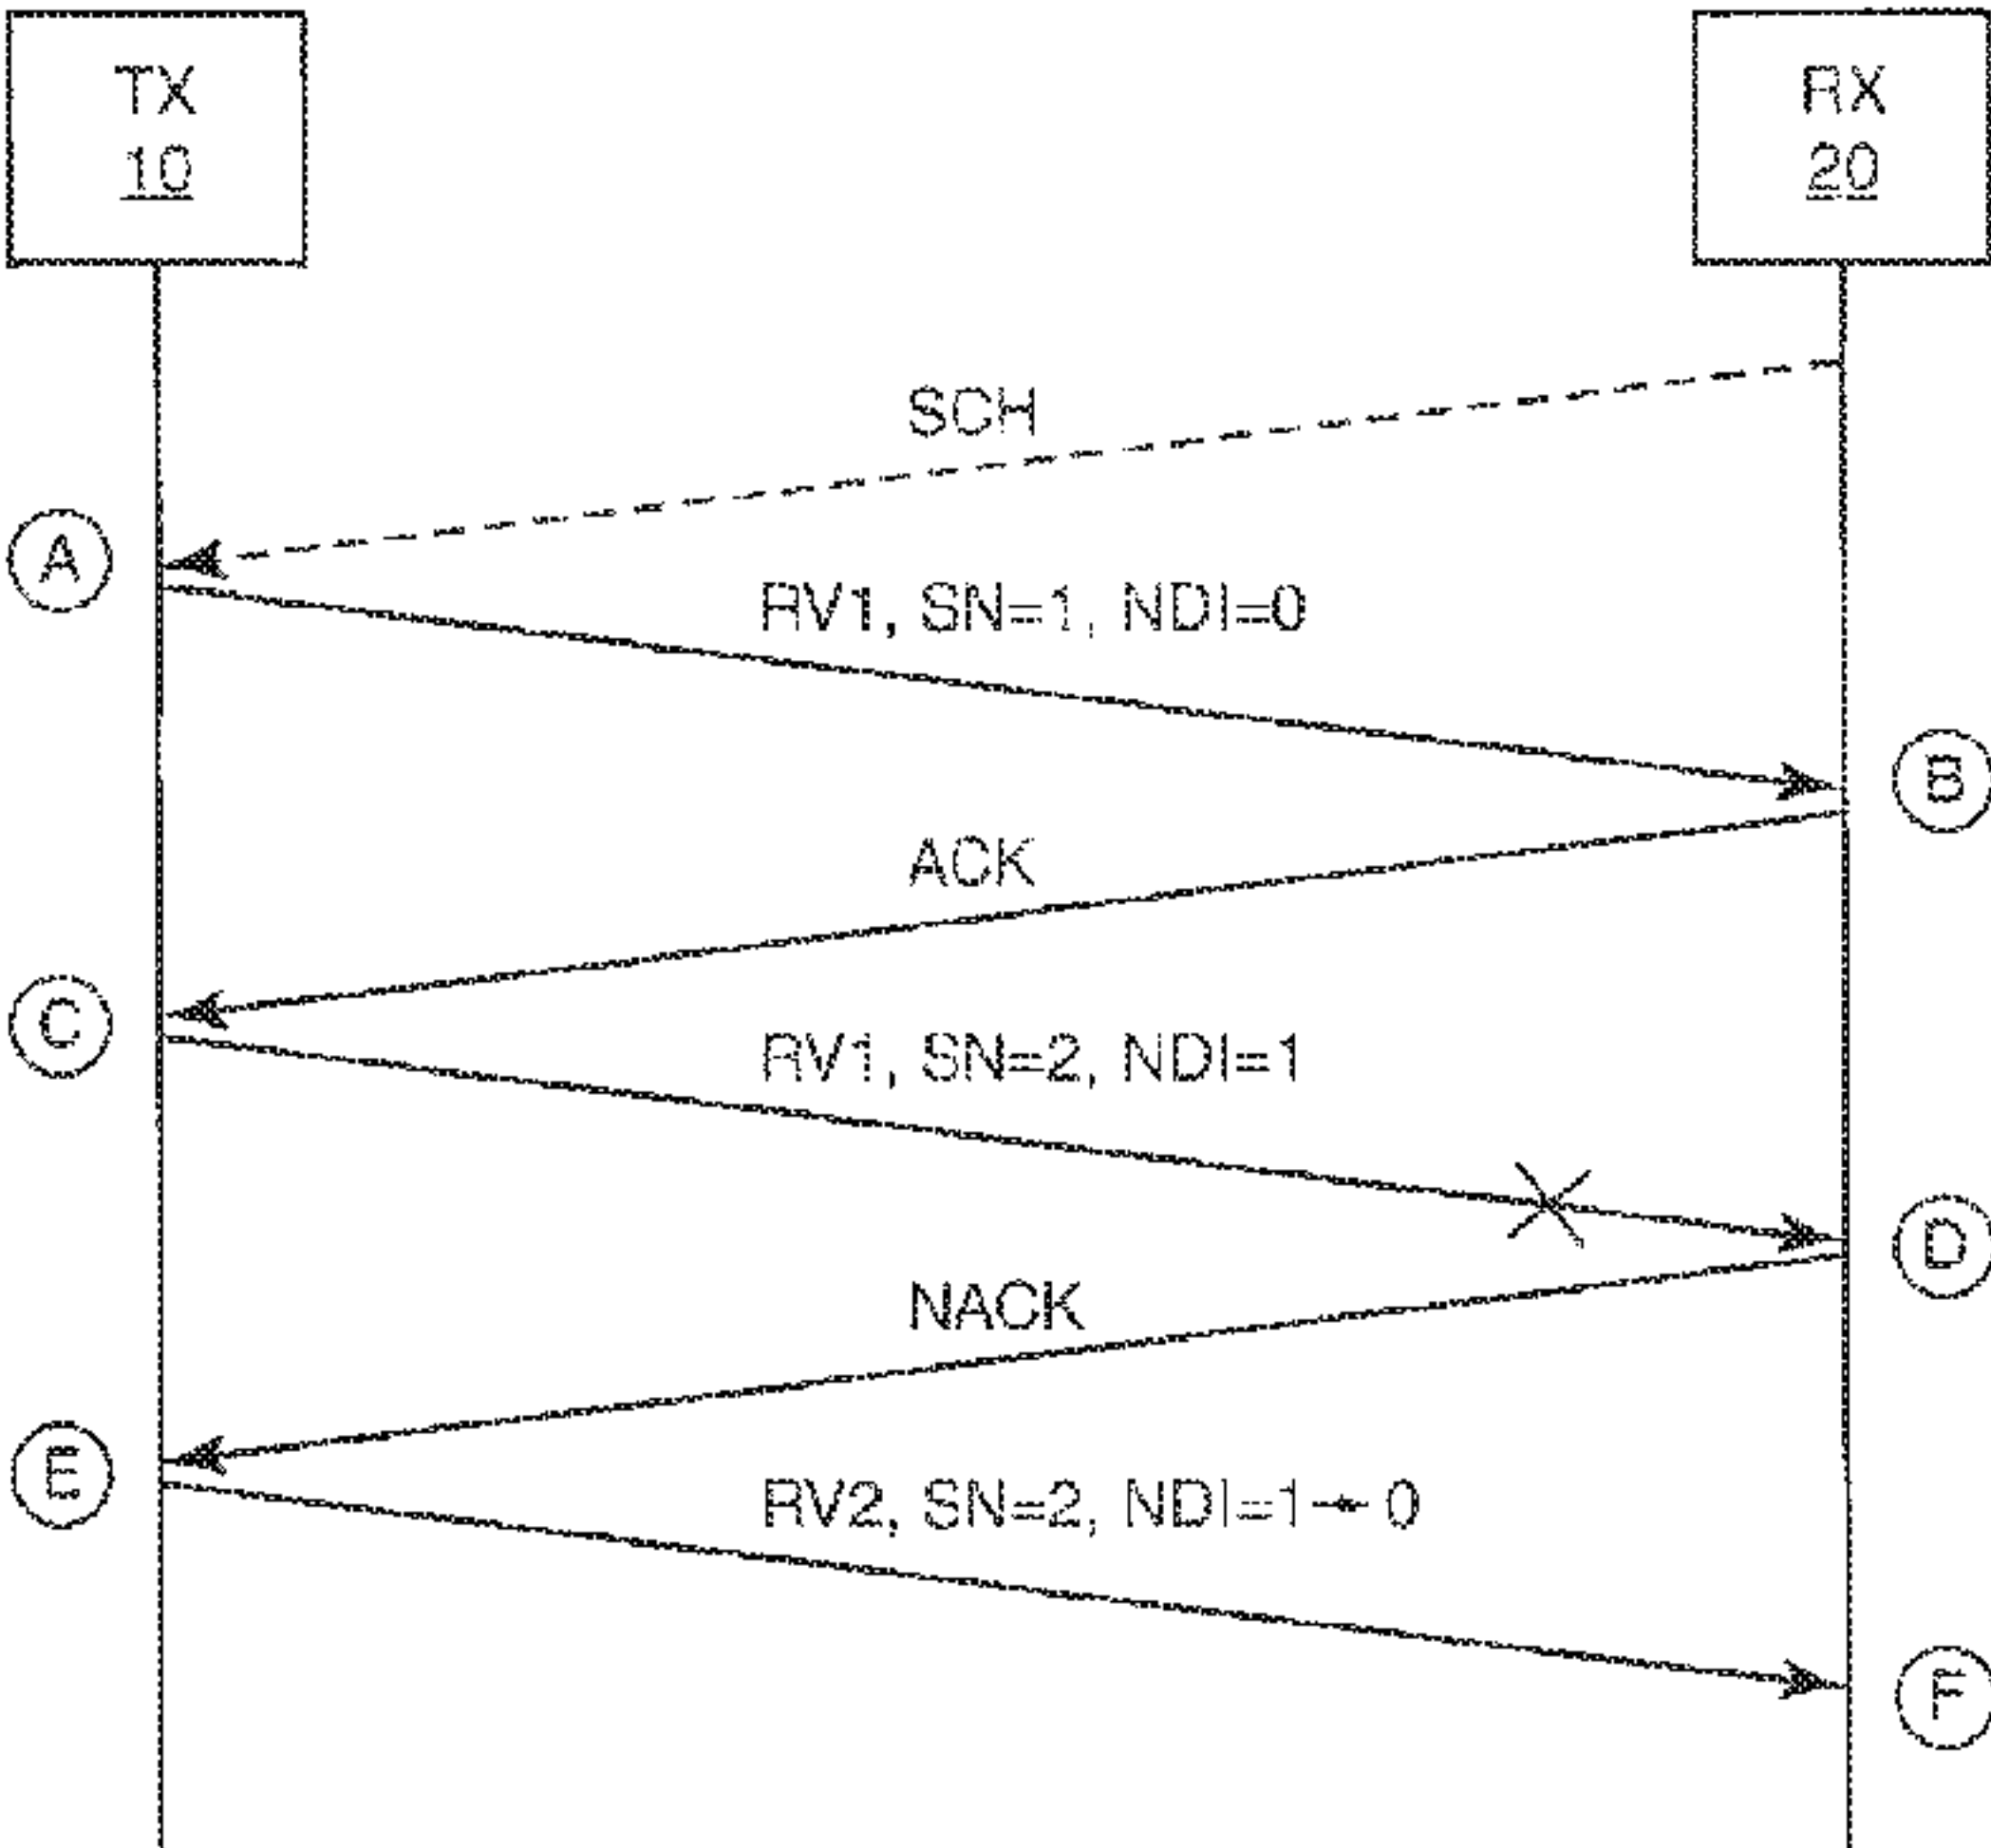 TX
10
RX
20
SCH
A
RV1, SN=1, NDI=0
B
ACK
C
RV1, SN=2, NDI=1
D
NACK
E
RV2, SN=2, NDI=1→0
F